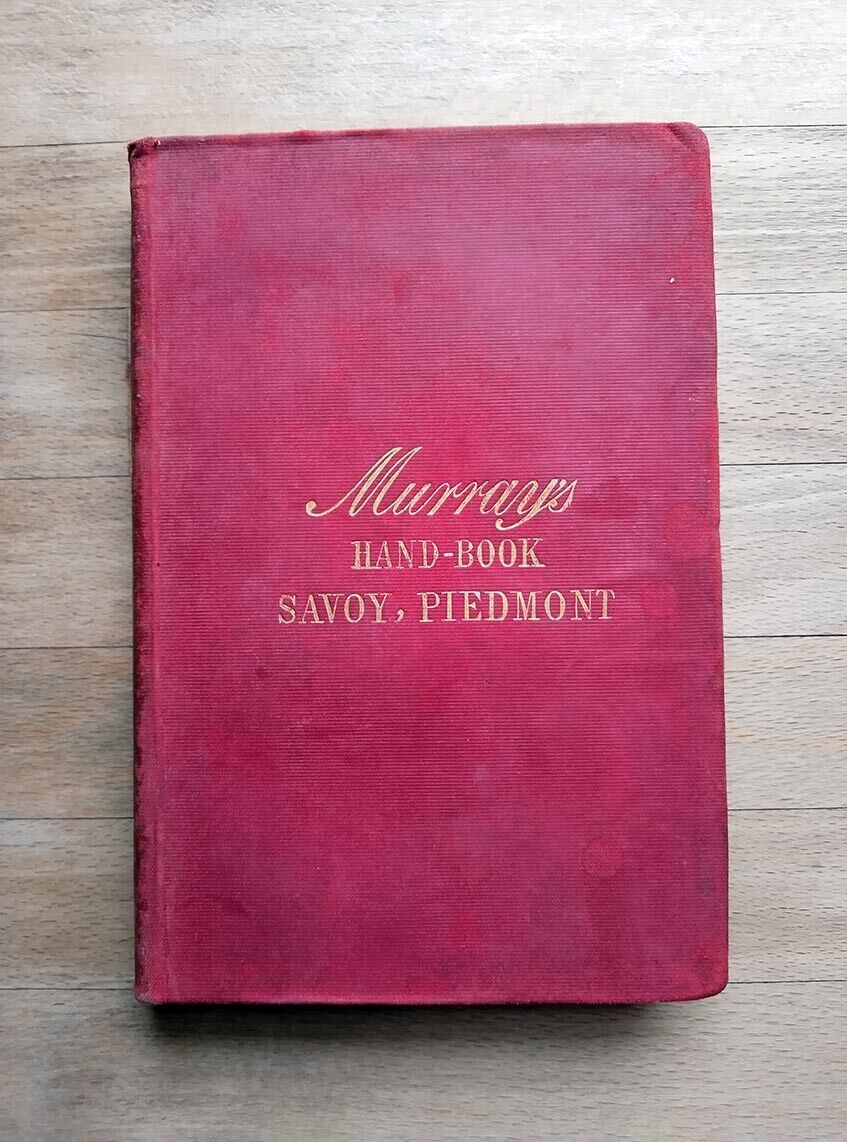 Murray's
HAND-BOOK
SAVOY, PIEDMONT